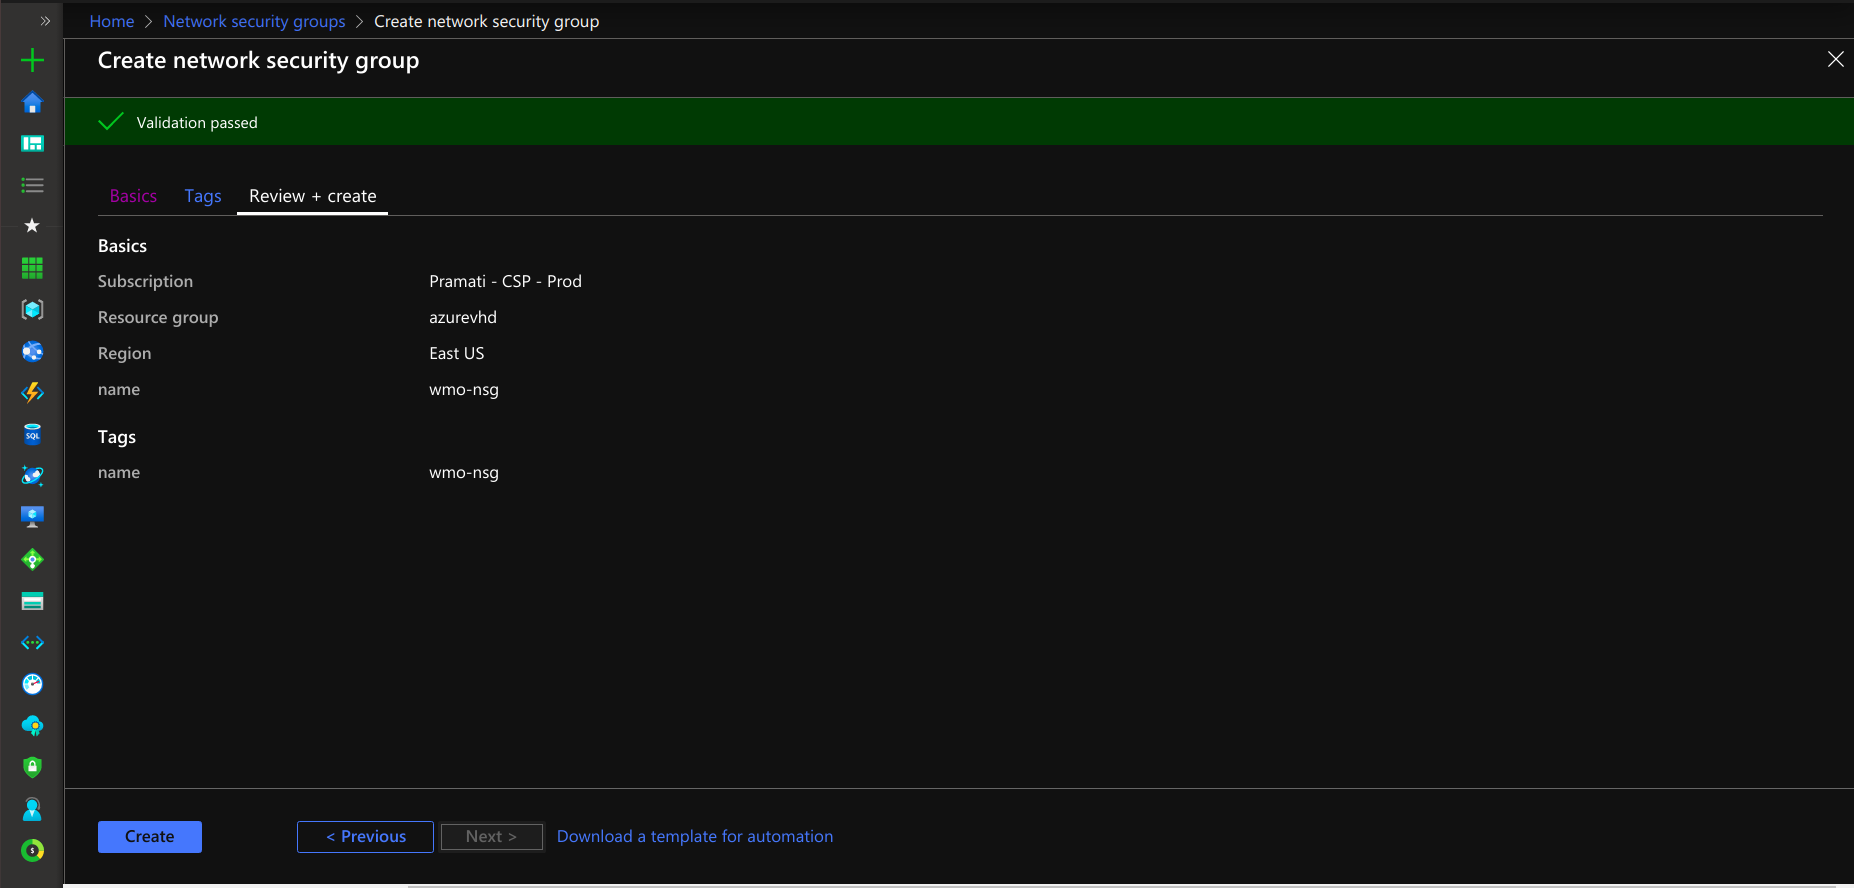 Home > Network security groups > Create network security group
Create network security group
Validation passed
Basics Tags Review + create
Basics
Subscription Pramati - CSP - Prod
Resource group azurevhd
Region East US
name wmo-nsg
Tags
name wmo-nsg
Create < Previous Next > Download a template for automation